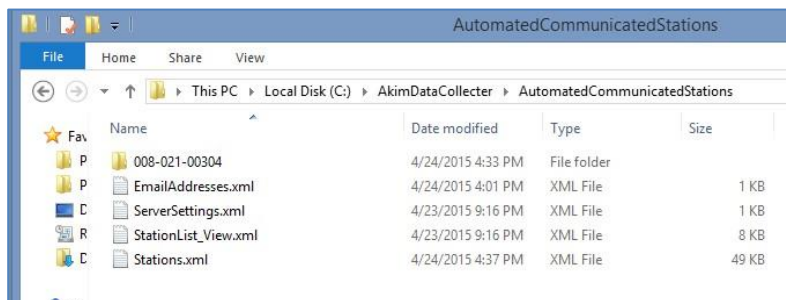 AutomatedCommunicatedStations
File Home Share View
This PC Local Disk (C:) AkimDataCollecter AutomatedCommunicatedStations
Name Date modified Type Size
Fav
P 008-021-00304 4/24/2015 4:33 PM File folder
P EmailAddresses.xml 4/24/2015 4:01 PM XML File 1 KB
D ServerSettings.xml 4/23/2015 9:16 PM XML File 1 KB
R StationList_View.xml 4/23/2015 9:16 PM XML File 8 KB
D Stations.xml 4/24/2015 4:37 PM XML File 49 KB